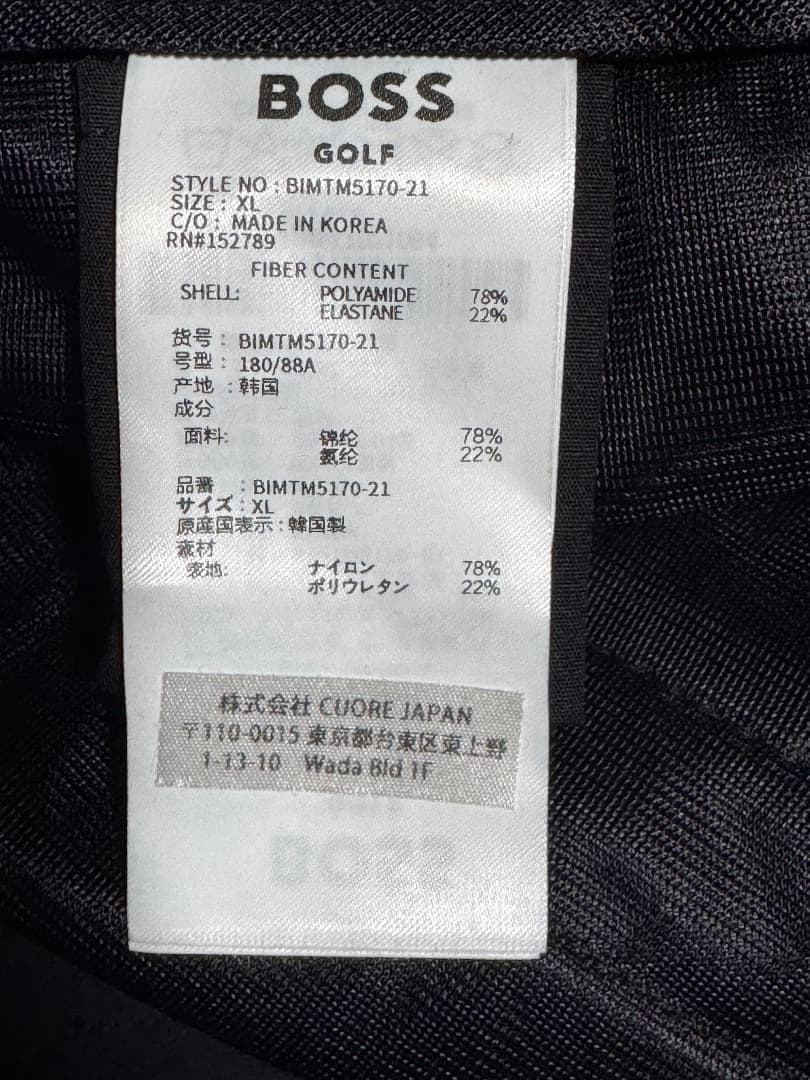 BOSS
GOLF
STYLE NO : BIMTM5170-21
SIZE : XL
C/O : MADE IN KOREA
RN#152789
FIBER CONTENT
SHELL: POLYAMIDE 78%
ELASTANE 22%
货号 : BIMTM5170-21
号型 : 180/88A
产地 : 韩国
成分
面料: 锦纶 78%
氨纶 22%
品番 : BIMTM5170-21
サイズ : XL
原産国表示 : 韓国製
素材
表地: ナイロン 78%
ポリウレタン 22%
株式会社 CUORE JAPAN
〒110-0015 東京都台東区東上野
1-13-10 Wada Bld 1F